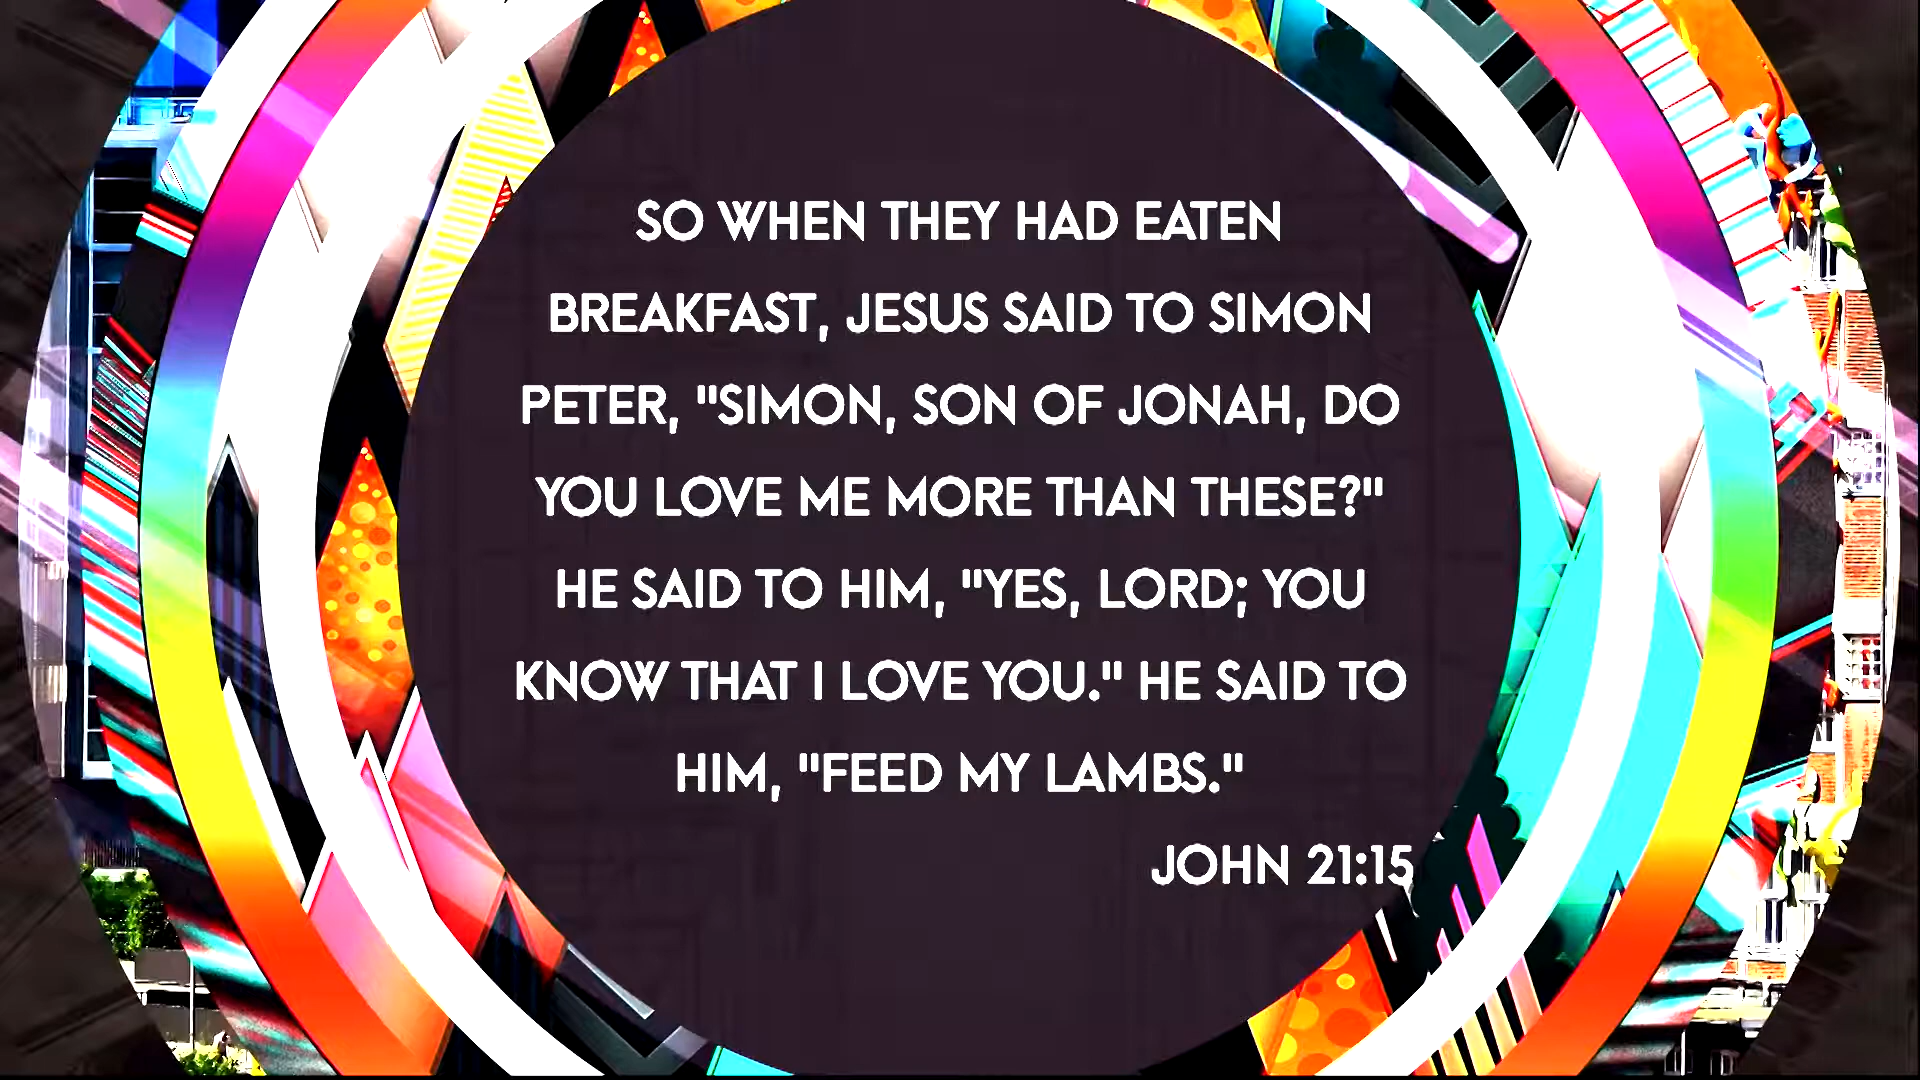 SO WHEN THEY HAD EATEN
BREAKFAST, JESUS SAID TO SIMON
PETER, "SIMON, SON OF JONAH, DO
YOU LOVE ME MORE THAN THESE?"
HE SAID TO HIM, "YES, LORD; YOU
KNOW THAT I LOVE YOU." HE SAID TO
HIM, "FEED MY LAMBS."
JOHN 21:15